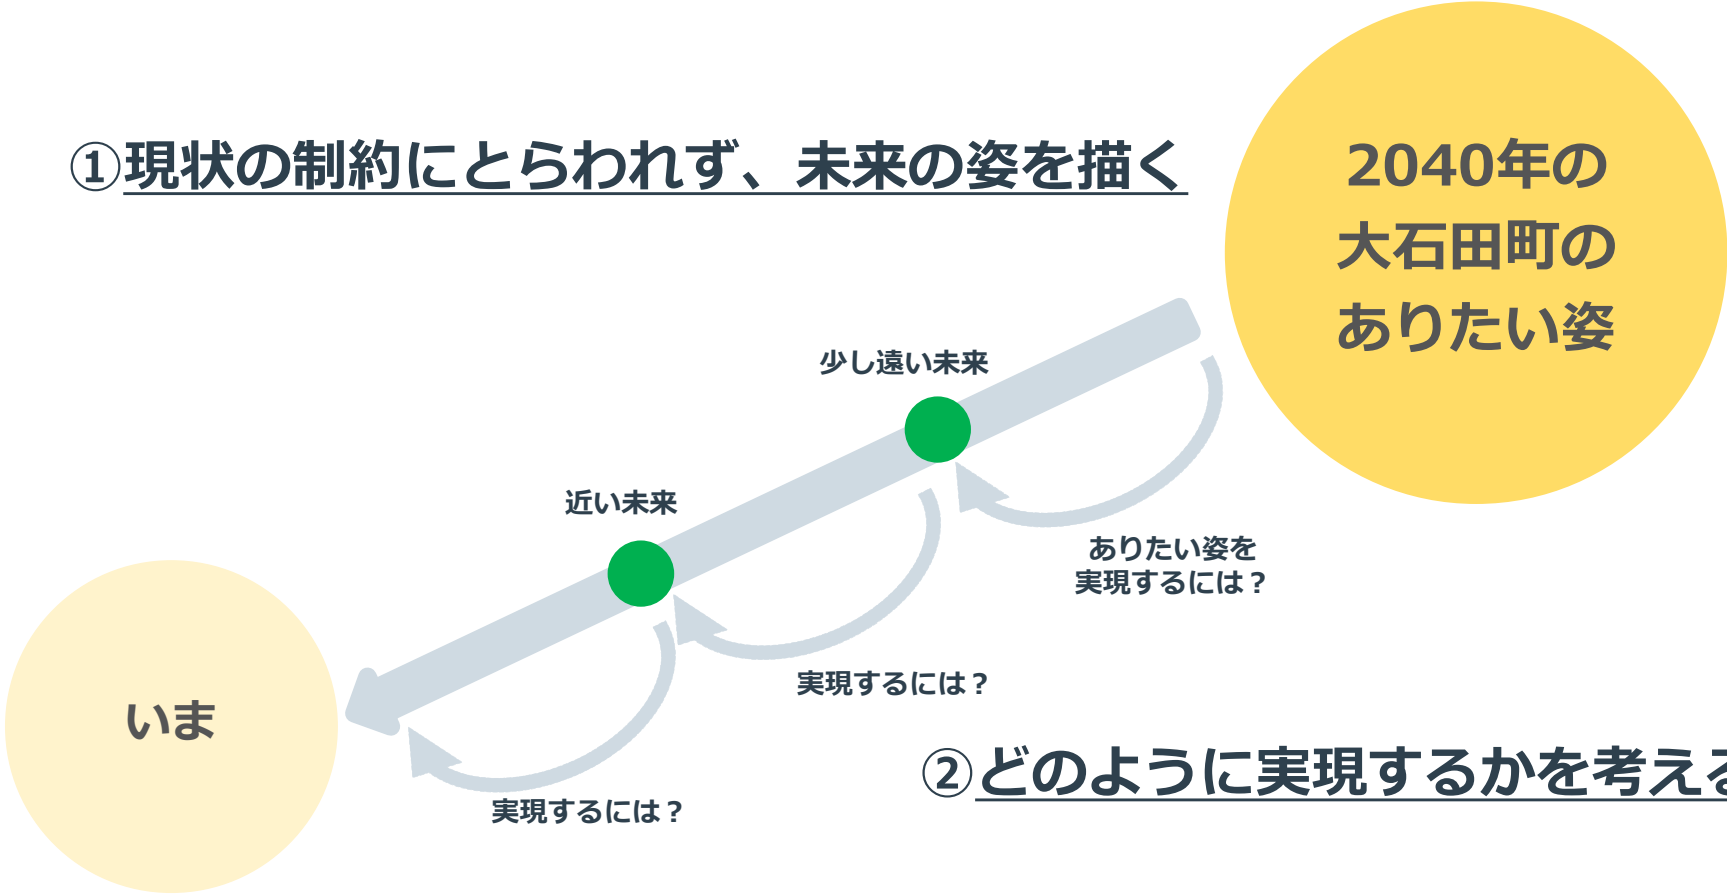 ①現状の制約にとらわれず、未来の姿を描く
2040年の
大石田町の
ありたい姿
少し遠い未来
近い未来
ありたい姿を
実現するには？
実現するには？
いま
②どのように実現するかを考える
実現するには？